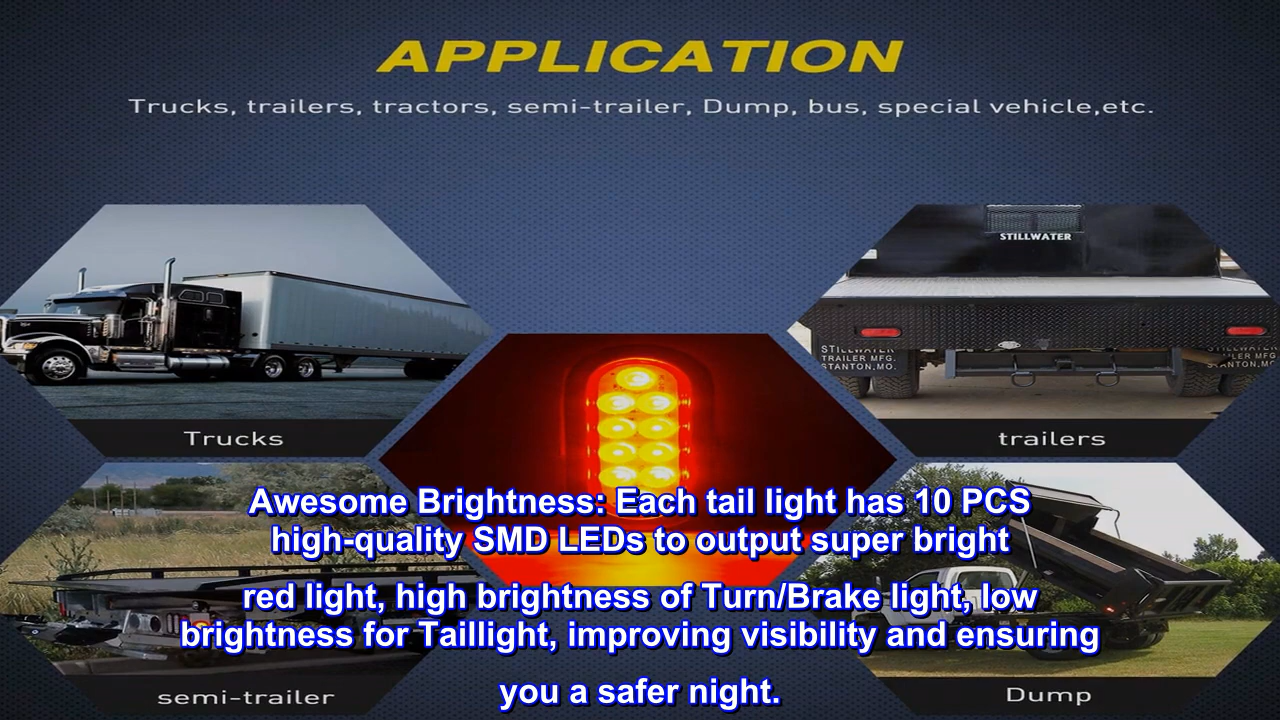 APPLICATION
Trucks, trailers, tractors, semi-trailer, Dump, bus, special vehicle,etc.
STILLWATER
STILLWATER
TRAILER MFG.
STANTON,MO.
TRAILER MFG.
STANTON,MO.
Trucks
trailers
Awesome Brightness: Each tail light has 10 PCS
high-quality SMD LEDs to output super bright
red light, high brightness of Turn/Brake light, low
brightness for Taillight, improving visibility and ensuring
you a safer night.
semi-trailer
Dump